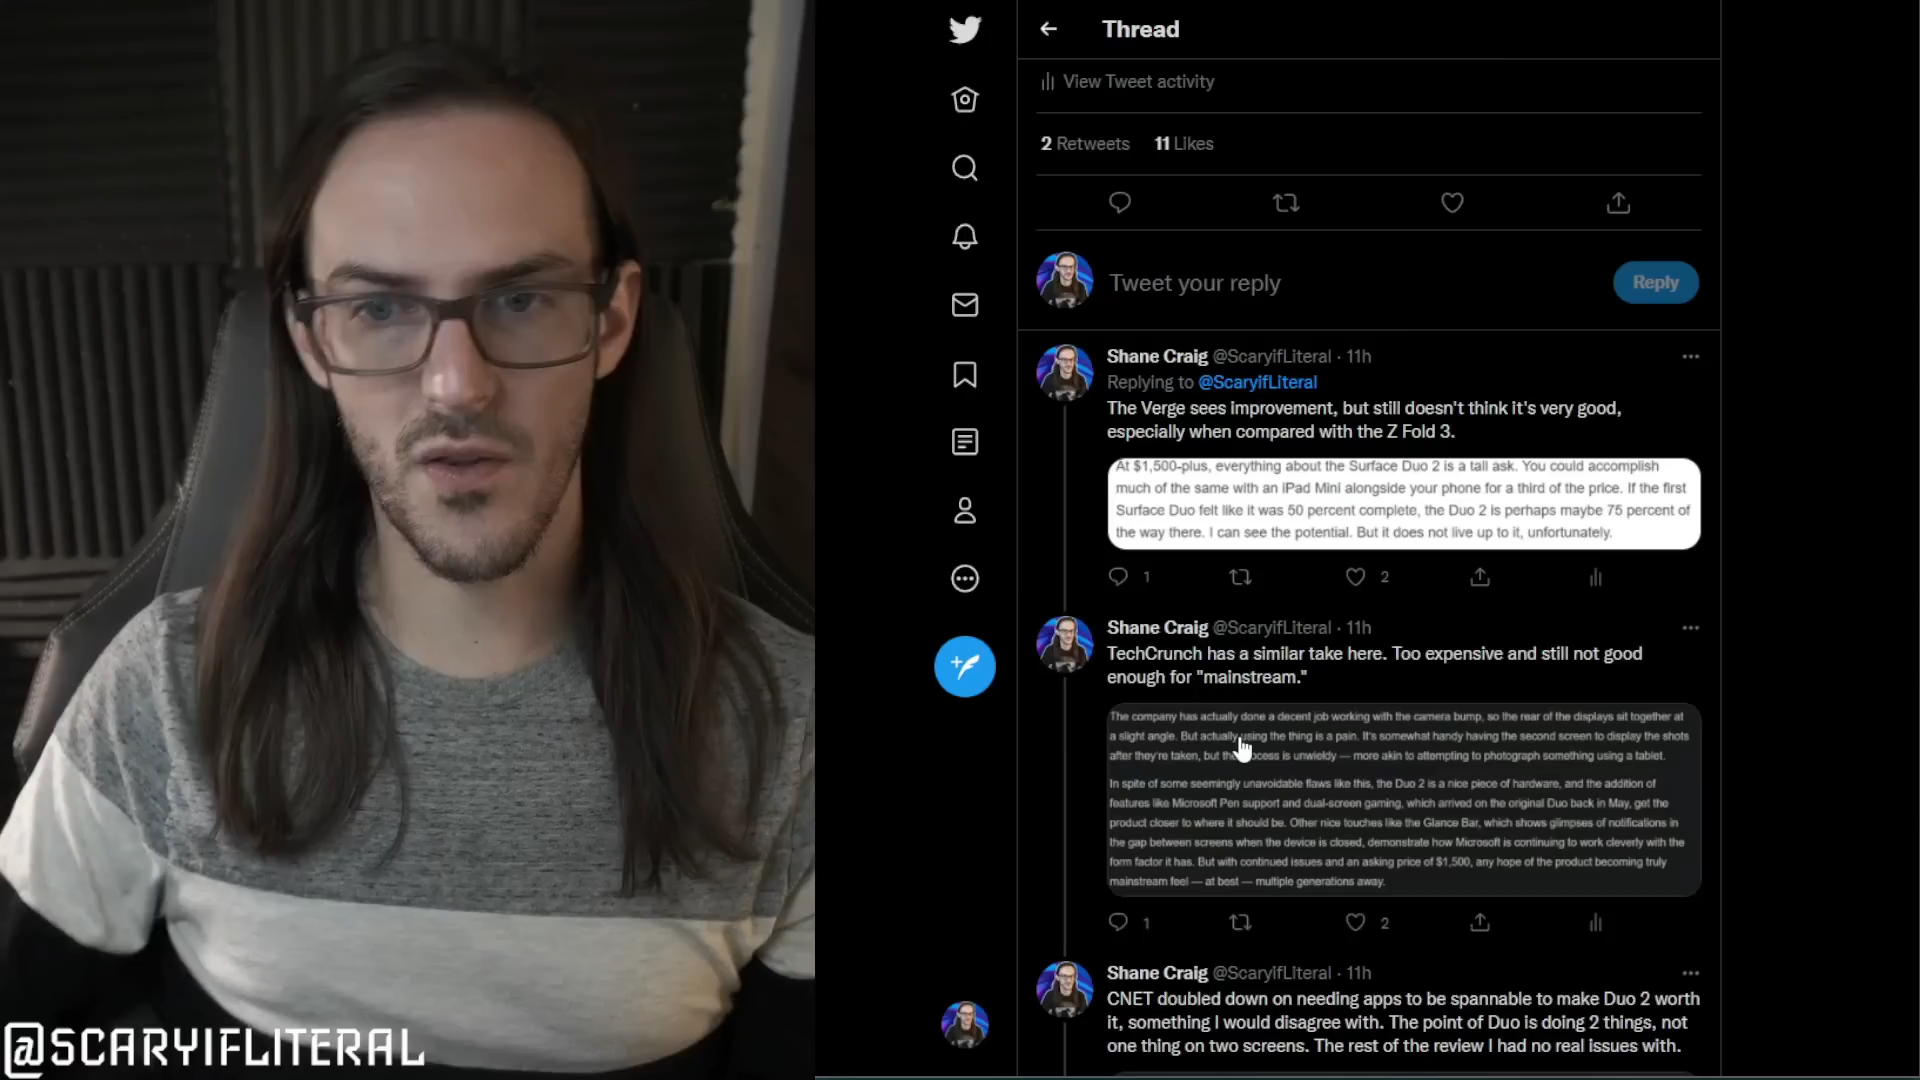 Thread
View Tweet activity
2 Retweets 11 Likes
Tweet your reply
Reply
Shane Craig @ScaryifLiteral · 11h
Replying to @ScaryifLiteral
The Verge sees improvement, but still doesn't think it's very good,
especially when compared with the Z Fold 3.
At $1,500-plus, everything about the Surface Duo 2 is a tall ask. You could accomplish
much of the same with an iPad Mini alongside your phone for a third of the price. If the first
Surface Duo felt like it was 50 percent complete, the Duo 2 is perhaps maybe 75 percent of
the way there. I can see the potential. But it does not live up to it, unfortunately.
1 2
Shane Craig @ScaryifLiteral · 11h
TechCrunch has a similar take here. Too expensive and still not good
enough for "mainstream."
The company has actually done a decent job working with the camera bump, so the rear of the displays sit together at
a slight angle. But actually using the thing is a pain. It's somewhat handy having the second screen to display the shots
after they're taken, but the is unwieldy — more akin to attempting to photograph something using a tablet.
In spite of some seemingly unavoidable flaws like this, the Duo 2 is a nice piece of hardware, and the addition of
features like Microsoft Pen support and dual-screen gaming, which arrived on the original Duo back in May, get the
product closer to where it should be. Other nice touches like the Glance Bar, which shows glimpses of notifications in
the gap between screens when the device is closed, demonstrate how Microsoft is continuing to work cleverly with the
form factor it has. But with continued issues and an asking price of $1,500, any hope of the product becoming truly
mainstream feel — at best — multiple generations away.
1 2
Shane Craig @ScaryifLiteral · 11h
CNET doubled down on needing apps to be spannable to make Duo 2 worth
it, something I would disagree with. The point of Duo is doing 2 things, not
one thing on two screens. The rest of the review I had no real issues with.
@SCARYIFLITERAL